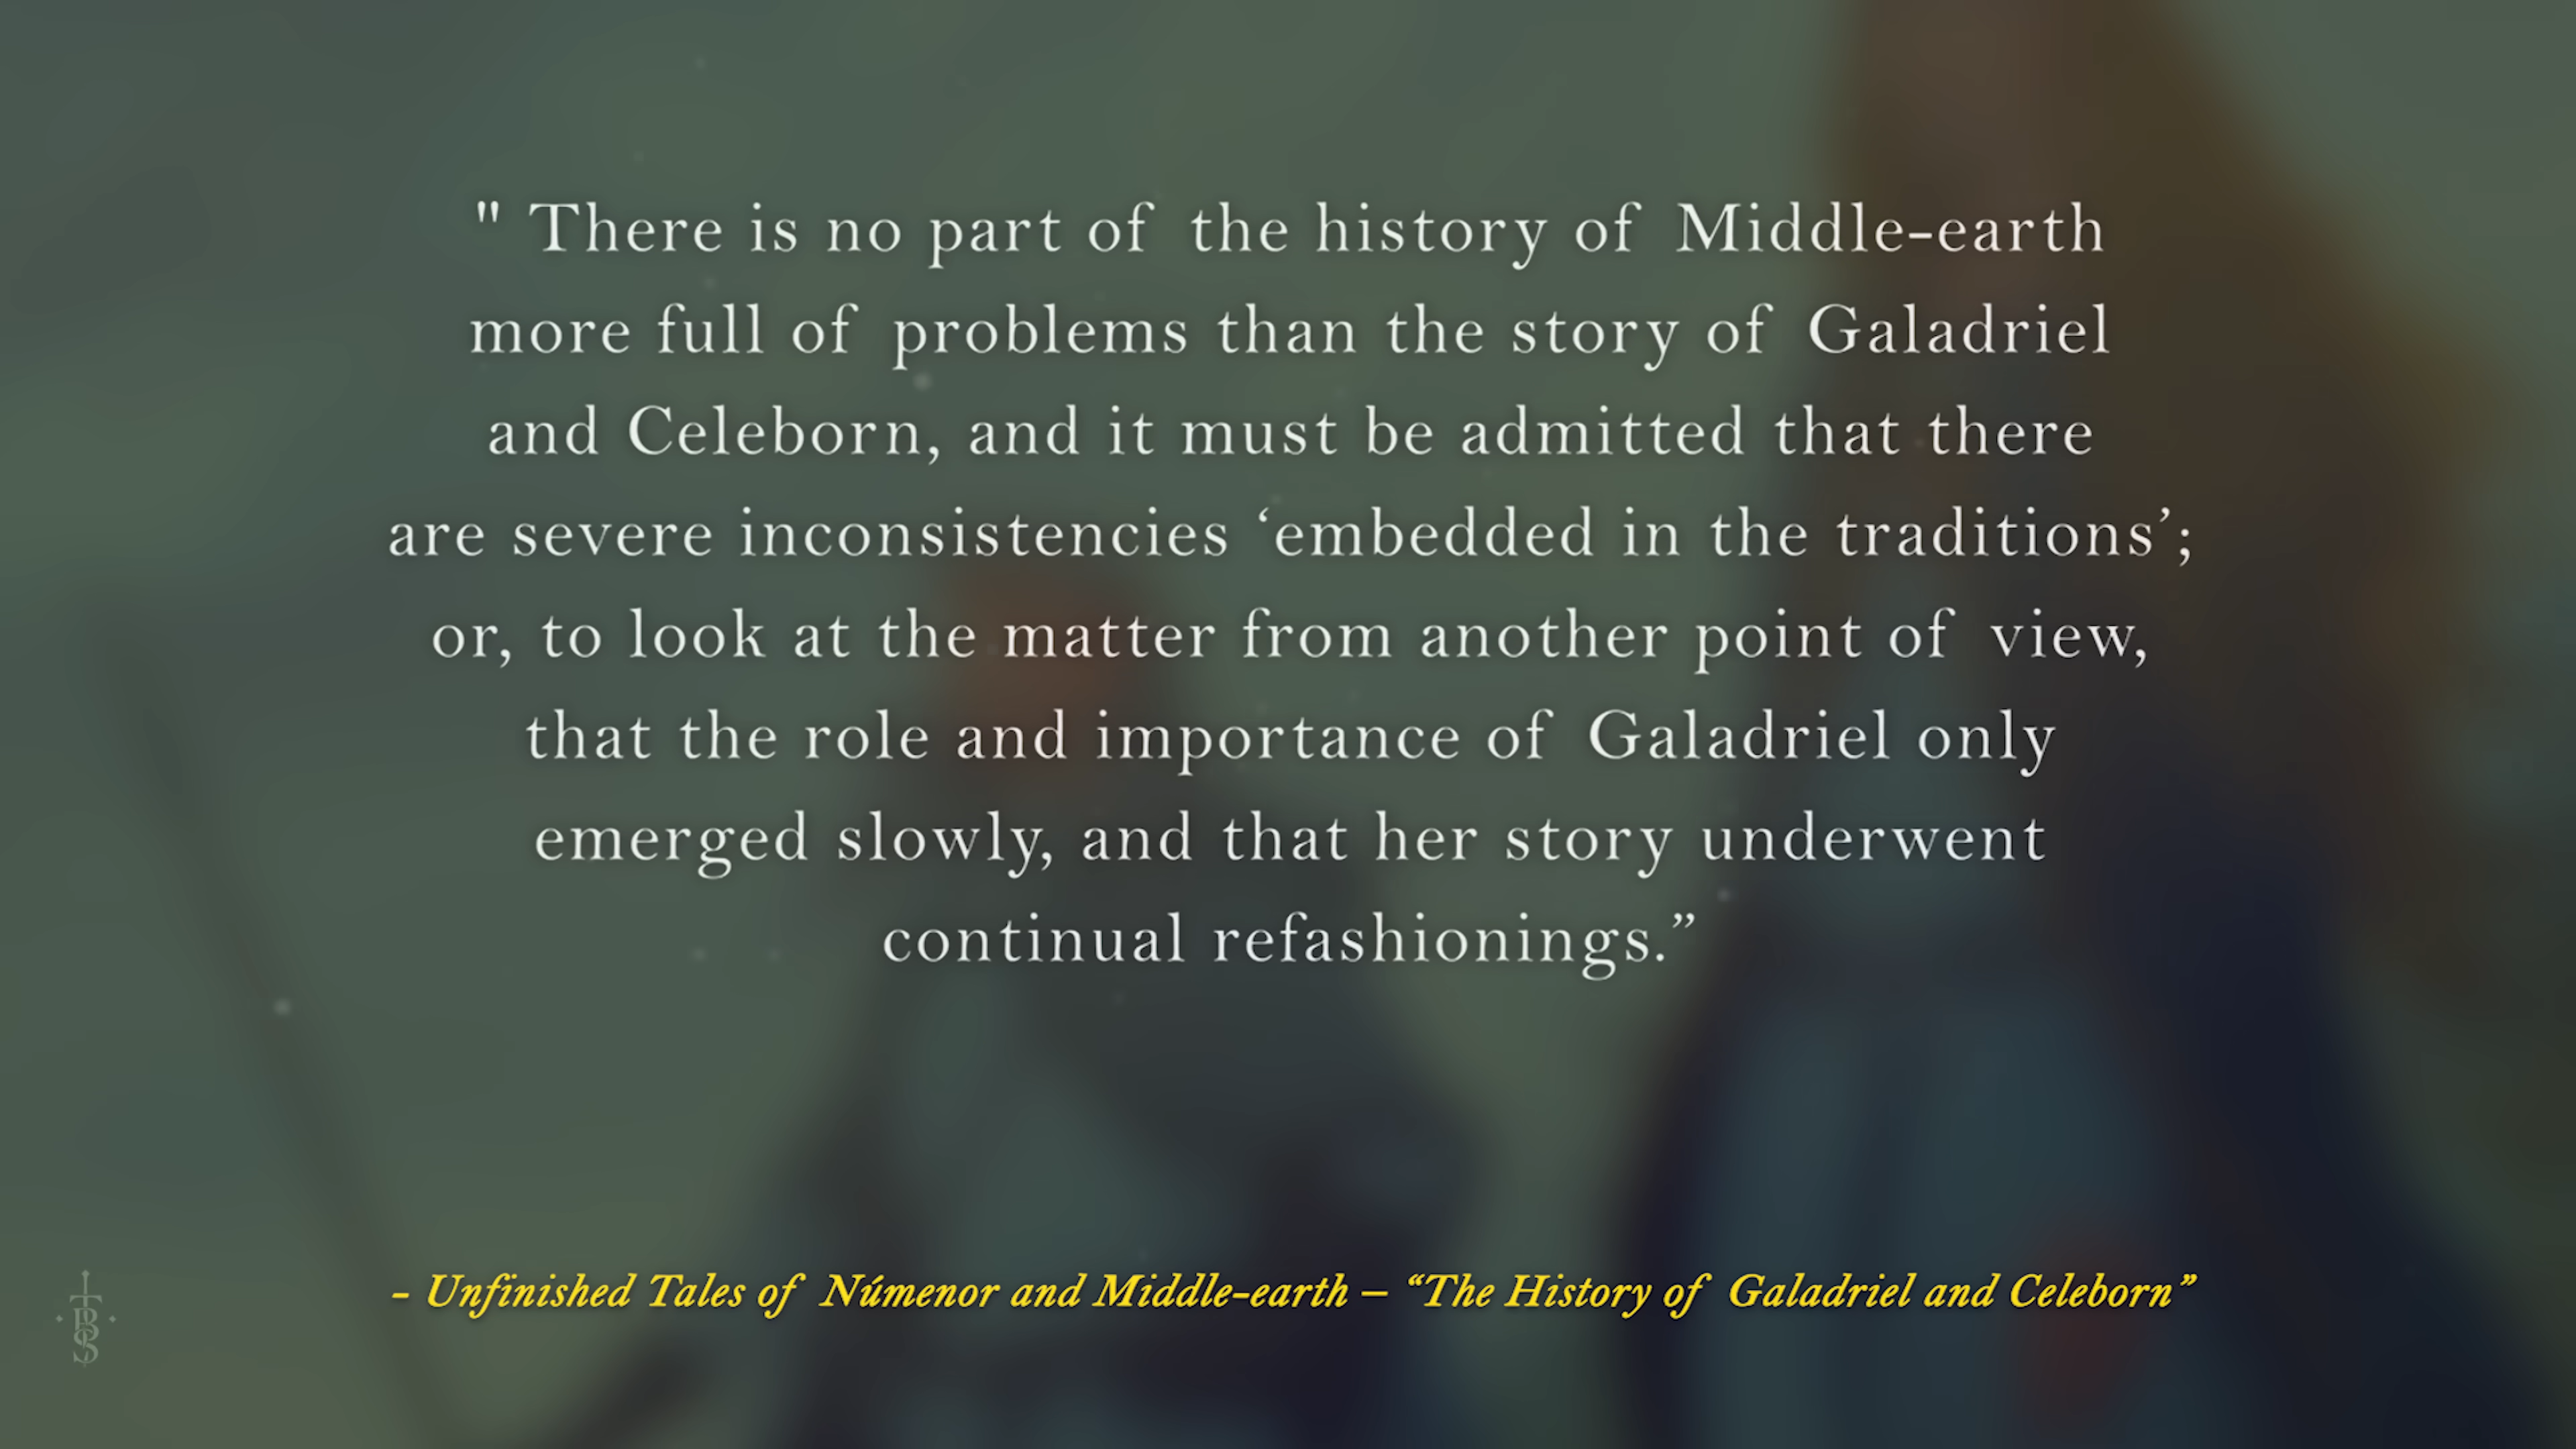 " There is no part of the history of Middle-earth
more full of problems than the story of Galadriel
and Celeborn, and it must be admitted that there
are severe inconsistencies ‘embedded in the traditions’;
or, to look at the matter from another point of view,
that the role and importance of Galadriel only
emerged slowly, and that her story underwent
continual refashionings.”
- Unfinished Tales of Númenor and Middle-earth – “The History of Galadriel and Celeborn”
TBS